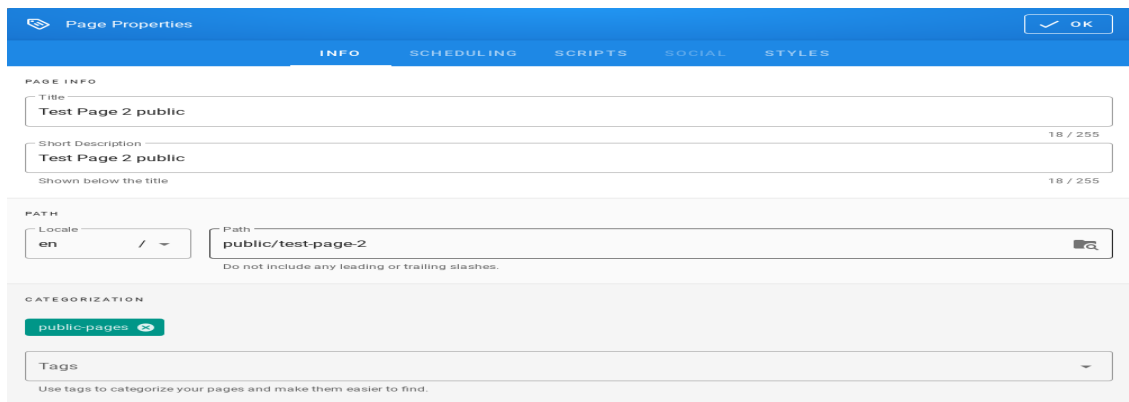 Page Properties
OK
INFO SCHEDULING SCRIPTS SOCIAL STYLES
PAGE INFO
Title
Test Page 2 public
18 / 255
Short Description
Test Page 2 public
Shown below the title 18 / 255
PATH
Locale Path
en / public/test-page-2
Do not include any leading or trailing slashes.
CATEGORIZATION
public-pages
Tags
Use tags to categorize your pages and make them easier to find.